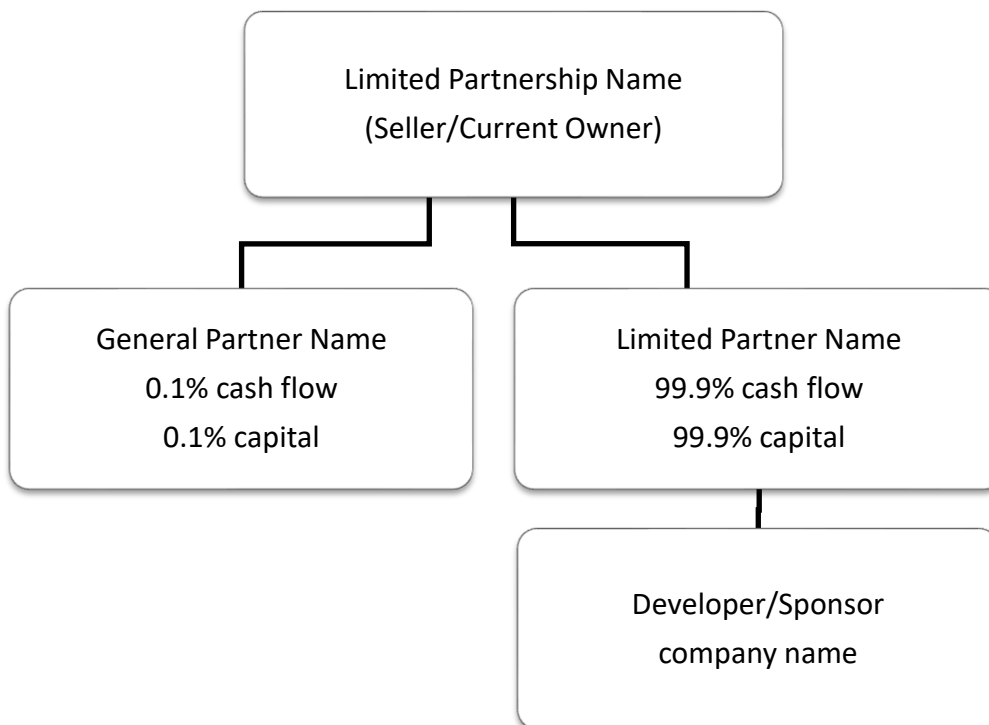 Limited Partnership Name
(Seller/Current Owner)
General Partner Name
0.1% cash flow
0.1% capital
Limited Partner Name
99.9% cash flow
99.9% capital
Developer/Sponsor
company name